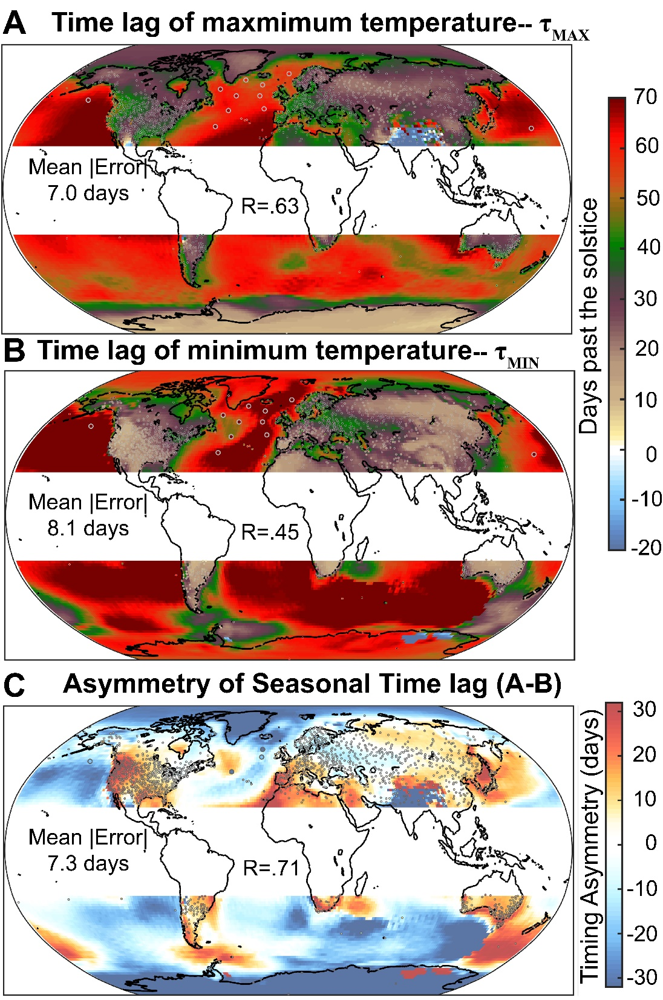 A Time lag of maxmimum temperature-- τMAX
Mean |Error|
7.0 days
R=.63
B Time lag of minimum temperature-- τMIN
Mean |Error|
8.1 days
R=.45
Days past the solstice
70
60
50
40
30
20
10
0
-10
-20
C Asymmetry of Seasonal Time lag (A-B)
Mean |Error|
7.3 days
R=.71
Timing Asymmetry (days)
30
20
10
0
-10
-20
-30